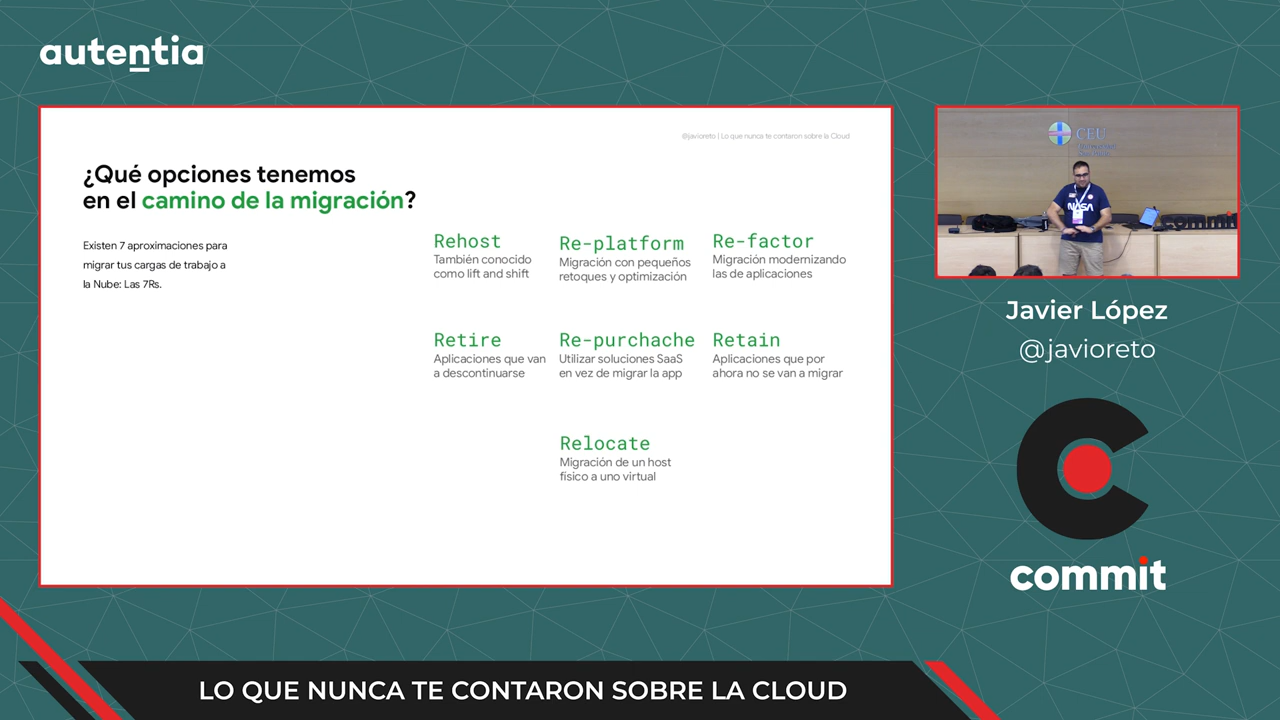 autentia
@javioreto | Lo que nunca te contaron sobre la Cloud
¿Qué opciones tenemos
en el camino de la migración?
Existen 7 aproximaciones para
migrar tus cargas de trabajo a
la Nube: Las 7Rs.
Rehost
También conocido
como lift and shift
Re-platform
Migración con pequeños
retoques y optimización
Re-factor
Migración modernizando
las de aplicaciones
Retire
Aplicaciones que van
a descontinuarse
Re-purchache
Utilizar soluciones SaaS
en vez de migrar la app
Retain
Aplicaciones que por
ahora no se van a migrar
Relocate
Migración de un host
físico a uno virtual
CEU
NASA
Javier López
@javioreto
commit
LO QUE NUNCA TE CONTARON SOBRE LA CLOUD